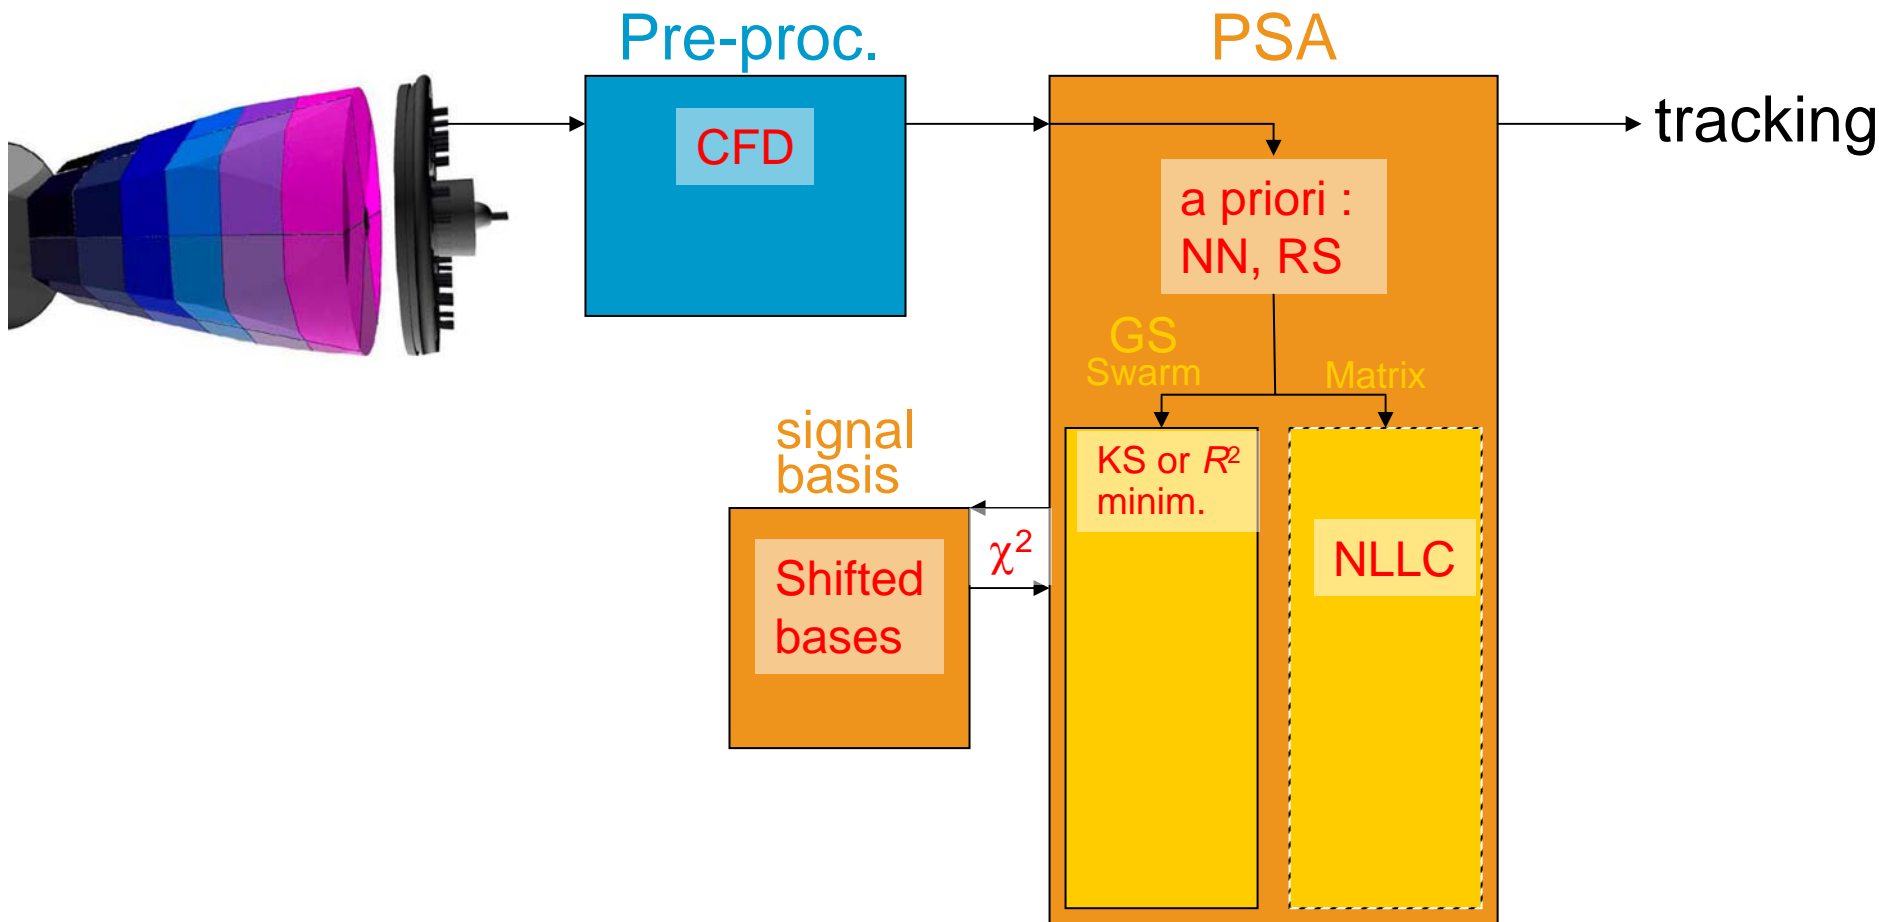 Pre-proc.
PSA
CFD
tracking
a priori :
NN, RS
GS
Swarm
Matrix
signal
basis
KS or R²
minim.
χ²
NLLC
Shifted
bases